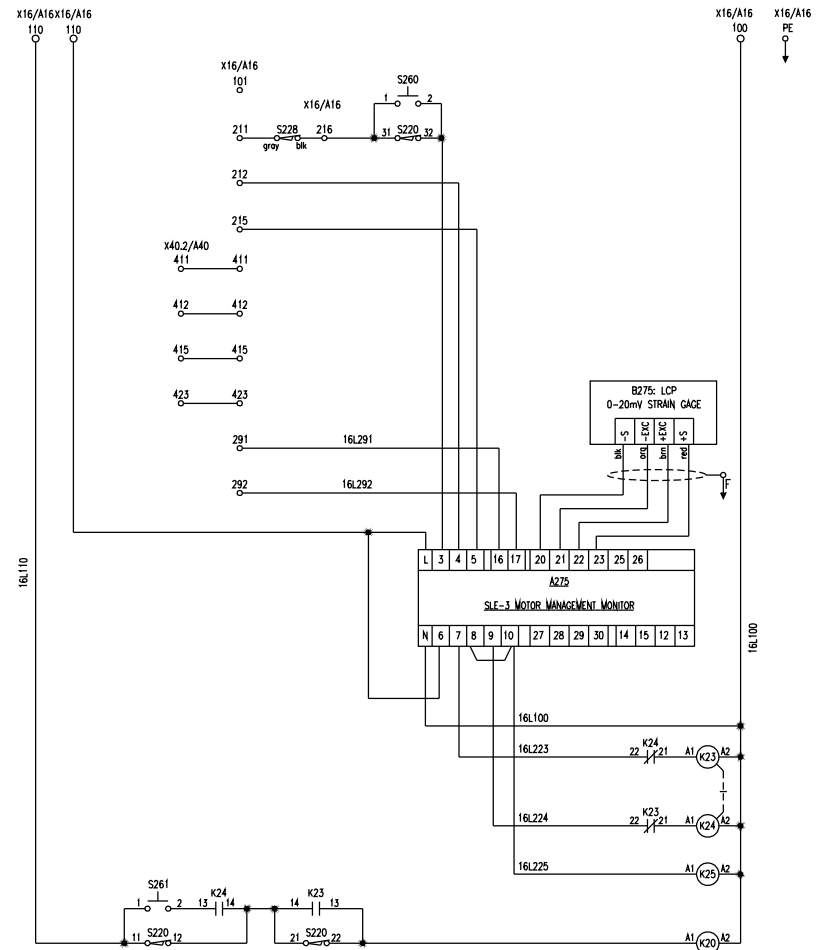 X16/A16 X16/A16
110 110
X16/A16
100
X16/A16
PE
X16/A16
101
S260
1 2
X16/A16
211 S228 216 31 S220 32
gray blk
212
215
X40.2/A40
411 411
412 412
415 415
423 423
B275: LCP
0-20mV STRAIN GAGE
-S -EXC +EXC +S
blk org brn red
F
291 16L291
292 16L292
L 3 4 5 16 17 20 21 22 23 25 26
A275
SLE-3 MOTOR MANAGEMENT MONITOR
N 6 7 8 9 10 27 28 29 30 14 15 12 13
16L110
16L100
16L100
16L223 22 K24 21 A1 K23 A2
16L224 22 K23 21 A1 K24 A2
16L225 A1 K25 A2
S261 K24 K23
1 2 13 14 14 13
11 S220 12 21 S220 22 A1 K20 A2